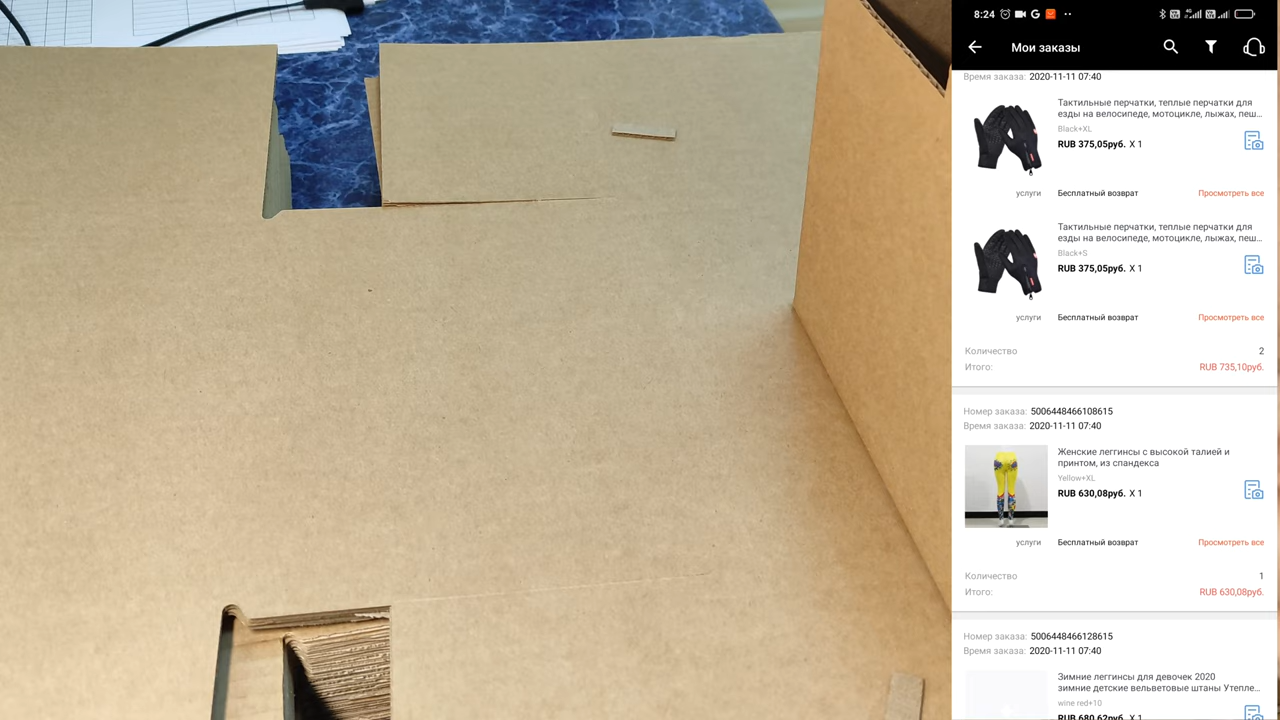 8:24
Мои заказы
Время заказа: 2020-11-11 07:40
Тактильные перчатки, теплые перчатки для
езды на велосипеде, мотоцикле, лыжах, пеш...
Black+XL
RUB 375,05руб. X 1
услуги Бесплатный возврат Просмотреть все
Тактильные перчатки, теплые перчатки для
езды на велосипеде, мотоцикле, лыжах, пеш...
Black+S
RUB 375,05руб. X 1
услуги Бесплатный возврат Просмотреть все
Количество 2
Итого: RUB 735,10руб.
Номер заказа: 5006448466108615
Время заказа: 2020-11-11 07:40
Женские леггинсы с высокой талией и
принтом, из спандекса
Yellow+XL
RUB 630,08руб. X 1
услуги Бесплатный возврат Просмотреть все
Количество 1
Итого: RUB 630,08руб.
Номер заказа: 5006448466128615
Время заказа: 2020-11-11 07:40
Зимние леггинсы для девочек 2020
зимние детские вельветовые штаны Утепле...
wine red+10
RUB 680,62руб. X 1